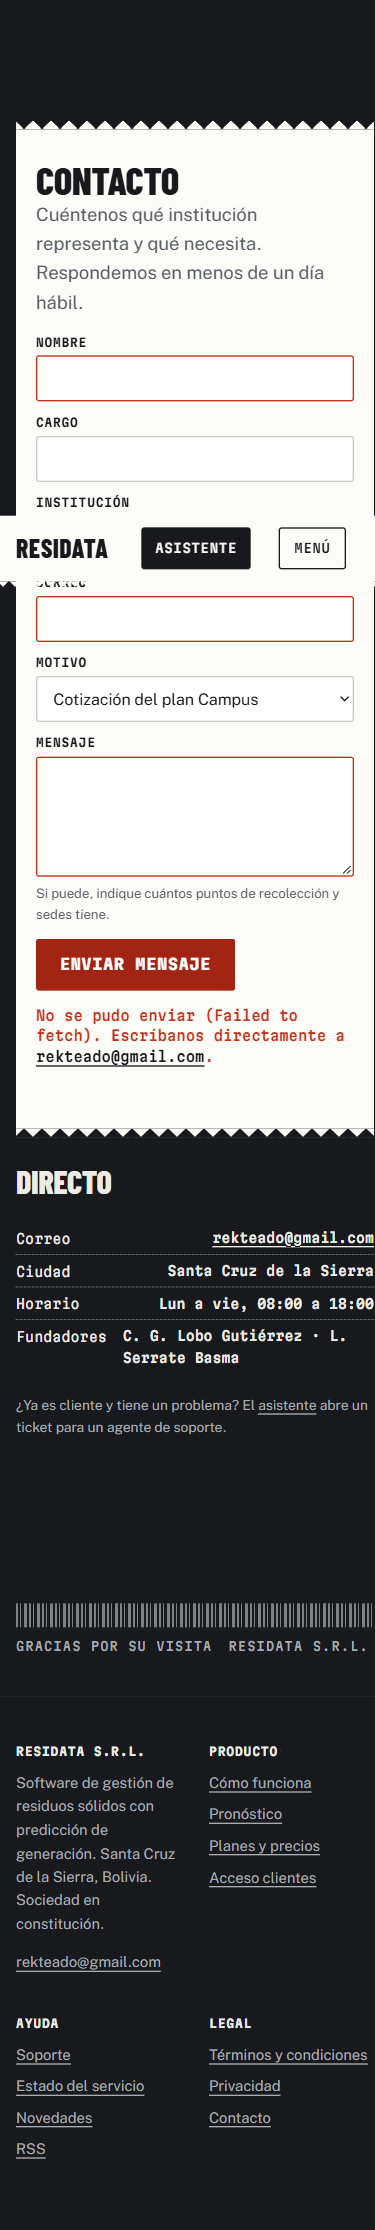 CONTACTO
Cuéntenos qué institución
representa y qué necesita.
Respondemos en menos de un día
hábil.
NOMBRE
CARGO
INSTITUCIÓN
RESIDATA
ASISTENTE
MENÚ
MOTIVO
Cotización del plan Campus
MENSAJE
Si puede, indique cuántos puntos de recolección y
sedes tiene.
ENVIAR MENSAJE
No se pudo enviar (Failed to
fetch). Escríbanos directamente a
rekteado@gmail.com.
DIRECTO
Correo rekteado@gmail.com
Ciudad Santa Cruz de la Sierra
Horario Lun a vie, 08:00 a 18:00
Fundadores C. G. Lobo Gutiérrez · L.
Serrate Basma
¿Ya es cliente y tiene un problema? El asistente abre un
ticket para un agente de soporte.
GRACIAS POR SU VISITA RESIDATA S.R.L.
RESIDATA S.R.L.
Software de gestión de
residuos sólidos con
predicción de
generación. Santa Cruz
de la Sierra, Bolivia.
Sociedad en
constitución.
rekteado@gmail.com
PRODUCTO
Cómo funciona
Pronóstico
Planes y precios
Acceso clientes
AYUDA
Soporte
Estado del servicio
Novedades
RSS
LEGAL
Términos y condiciones
Privacidad
Contacto